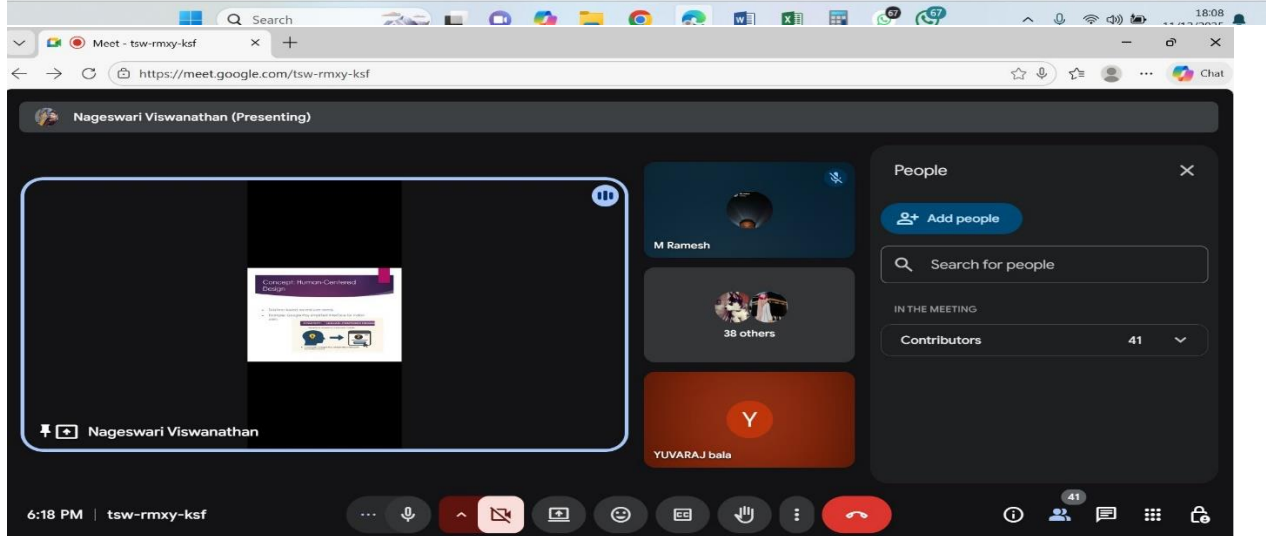 Search
67
67
18:08
Meet - tsw-rmxy-ksf
https://meet.google.com/tsw-rmxy-ksf
Chat
Nageswari Viswanathan (Presenting)
People
Add people
Search for people
IN THE MEETING
Contributors 41
M Ramesh
38 others
Y
YUVARAJ bala
Concept: Human-Centered
Design
Nageswari Viswanathan
6:18 PM | tsw-rmxy-ksf
CC
41